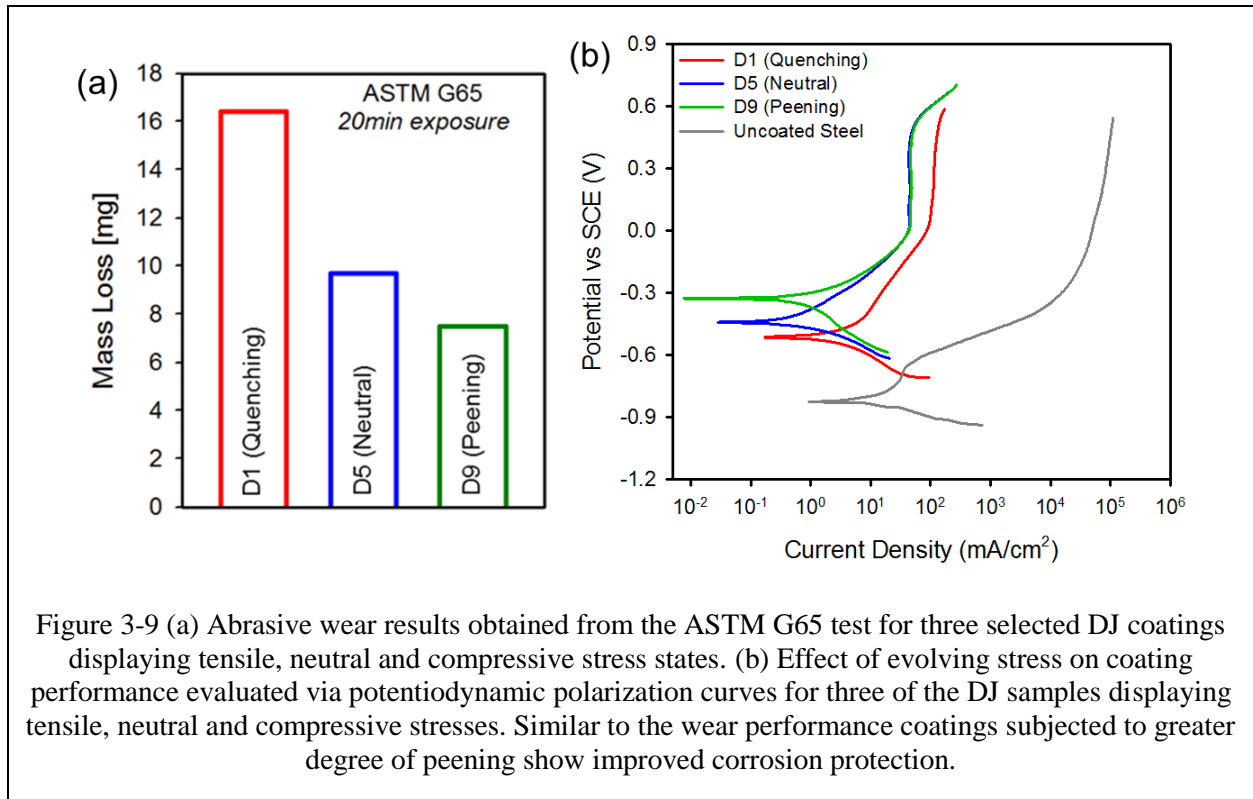 (a)
18
16
14
12
10
8
6
4
2
0
Mass Loss [mg]
ASTM G65
20min exposure
D1 (Quenching)
D5 (Neutral)
D9 (Peening)
(b)
0.9
0.6
0.3
0.0
-0.3
-0.6
-0.9
-1.2
Potential vs SCE (V)
D1 (Quenching)
D5 (Neutral)
D9 (Peening)
Uncoated Steel
10⁻² 10⁻¹ 10⁰ 10¹ 10² 10³ 10⁴ 10⁵ 10⁶
Current Density (mA/cm²)
Figure 3-9 (a) Abrasive wear results obtained from the ASTM G65 test for three selected DJ coatings
displaying tensile, neutral and compressive stress states. (b) Effect of evolving stress on coating
performance evaluated via potentiodynamic polarization curves for three of the DJ samples displaying
tensile, neutral and compressive stresses. Similar to the wear performance coatings subjected to greater
degree of peening show improved corrosion protection.